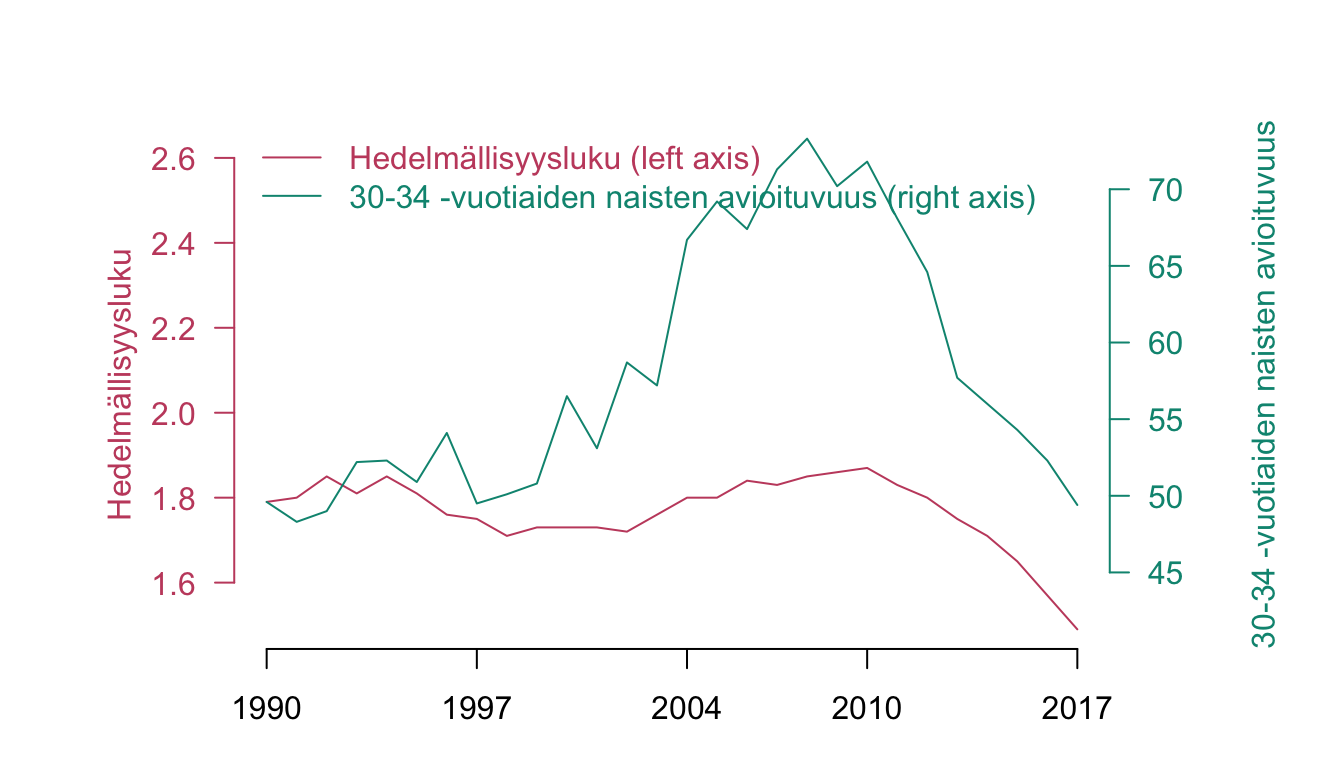 Hedelmällisyysluku (left axis)
30-34 -vuotiaiden naisten avioituvuus (right axis)
Hedelmällisyysluku
2.6
2.4
2.2
2.0
1.8
1.6
70
65
60
55
50
45
30-34 -vuotiaiden naisten avioituvuus
1990 1997 2004 2010 2017